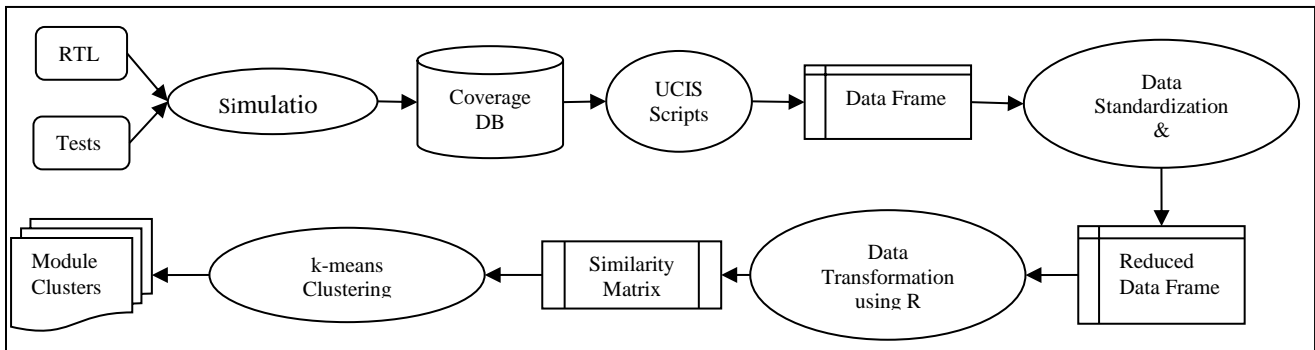 RTL
Tests
Simulatio
Coverage
DB
UCIS
Scripts
Data Frame
Data
Standardization
&
Module
Clusters
k-means
Clustering
Similarity
Matrix
Data
Transformation
using R
Reduced
Data Frame